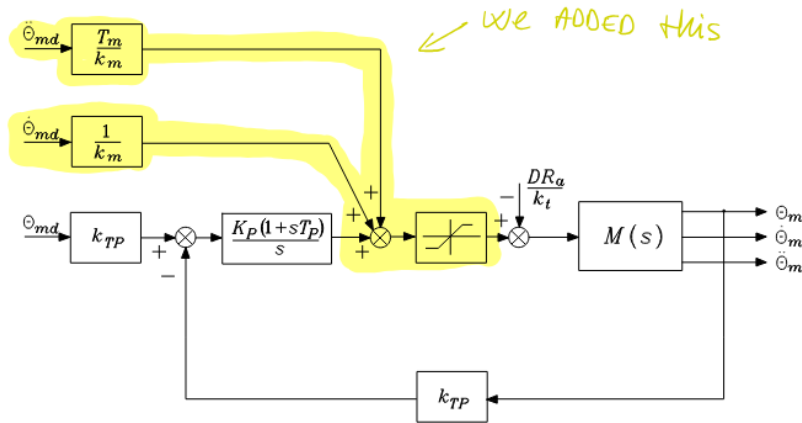 we ADDED this
Θ̈md Tm/km
Θ̇md 1/km
+ + + + −
DRa/kt
Θmd kTP + − KP(1+sTP)/s M(s) Θm
Θ̇m
Θ̈m
kTP